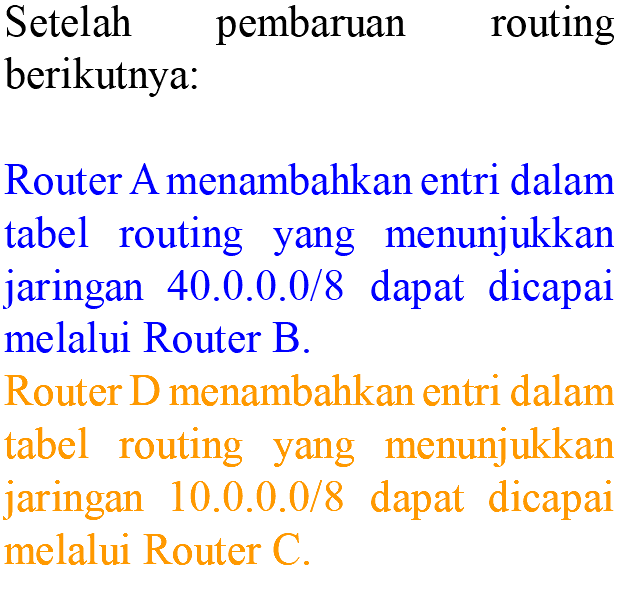 Setelah pembaruan routing
berikutnya:
Router A menambahkan entri dalam
tabel routing yang menunjukkan
jaringan 40.0.0.0/8 dapat dicapai
melalui Router B.
Router D menambahkan entri dalam
tabel routing yang menunjukkan
jaringan 10.0.0.0/8 dapat dicapai
melalui Router C.